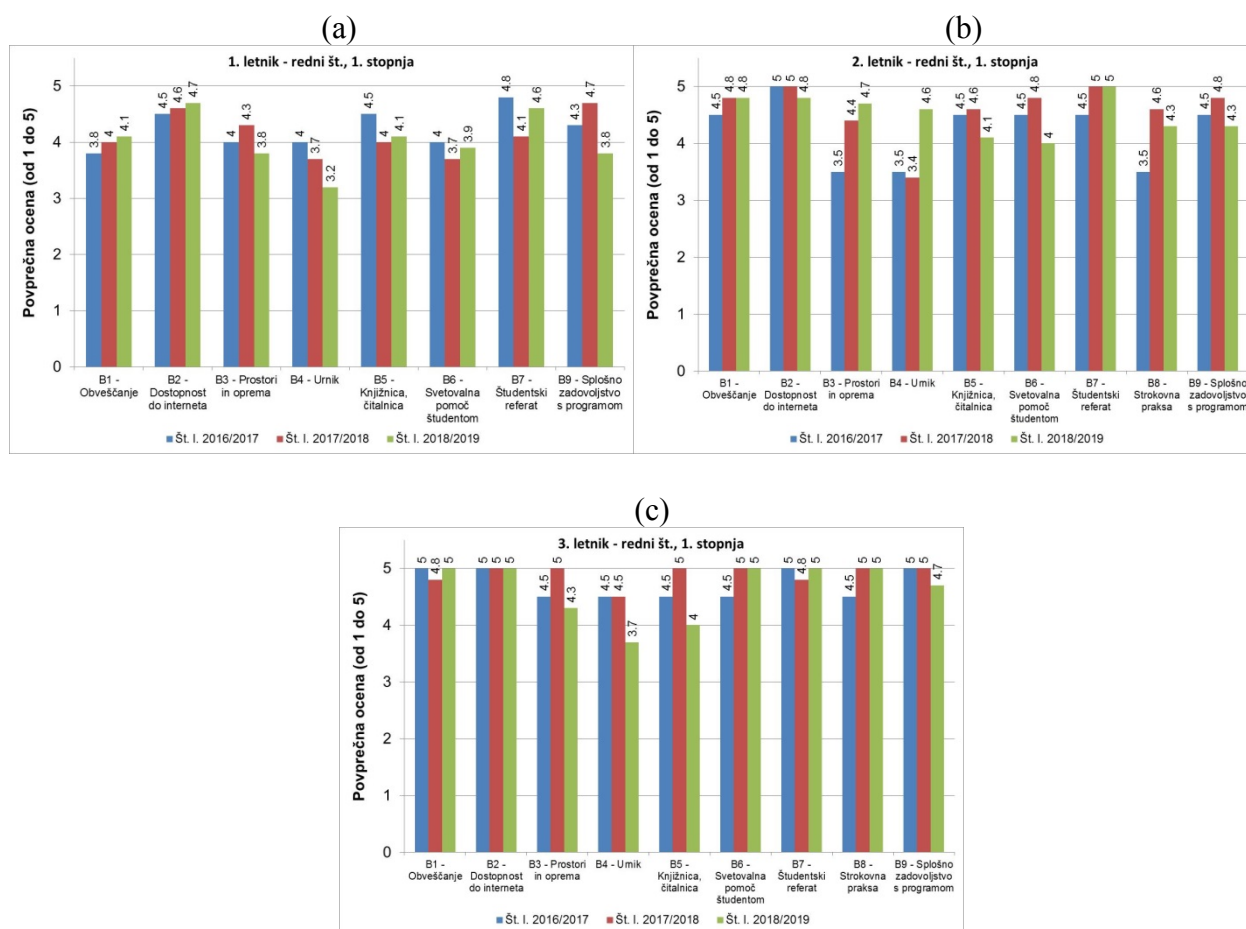 (a)
1. letnik - redni št., 1. stopnja
Povprečna ocena (od 1 do 5)
5
4
3
2
1
0
3.8 4 4.1
4.5 4.6 4.7
4 4.3 3.8
4 3.7 3.2
4.5 4 4.1
4 3.7 3.9
4.8 4.1 4.6
4.3 4.7 3.8
B1 -
Obveščanje
B2 -
Dostopnost
do interneta
B3 - Prostori
in oprema
B4 - Urnik
B5 -
Knjižnica,
čitalnica
B6 -
Svetovalna
pomoč
študentom
B7 -
Študentski
referat
B9 - Splošno
zadovoljstvo
s programom
Št. l. 2016/2017 Št. l. 2017/2018 Št. l. 2018/2019
(b)
2. letnik - redni št., 1. stopnja
Povprečna ocena (od 1 do 5)
5
4
3
2
1
0
4.5 4.8 4.8
5 5 4.8
3.5 4.4 4.7
3.5 3.4 4.6
4.5 4.6 4.1
4.5 4.8 4
4.5 5 5
3.5 4.6 4.3
4.5 4.8 4.3
B1 -
Obveščanje
B2 -
Dostopnost
do interneta
B3 - Prostori
in oprema
B4 - Urnik
B5 -
Knjižnica,
čitalnica
B6 -
Svetovalna
pomoč
študentom
B7 -
Študentski
referat
B8 -
Strokovna
praksa
B9 - Splošno
zadovoljstvo
s programom
Št. l. 2016/2017 Št. l. 2017/2018 Št. l. 2018/2019
(c)
3. letnik - redni št., 1. stopnja
Povprečna ocena (od 1 do 5)
5
4
3
2
1
0
5 4.8 5
5 5 5
4.5 5 4.3
4.5 4.5 3.7
4.5 5 4
4.5 5 5
5 4.8 5
4.5 5 5
5 5 4.7
B1 -
Obveščanje
B2 -
Dostopnost
do interneta
B3 - Prostori
in oprema
B4 - Urnik
B5 -
Knjižnica,
čitalnica
B6 -
Svetovalna
pomoč
študentom
B7 -
Študentski
referat
B8 -
Strokovna
praksa
B9 - Splošno
zadovoljstvo
s programom
Št. l. 2016/2017 Št. l. 2017/2018 Št. l. 2018/2019